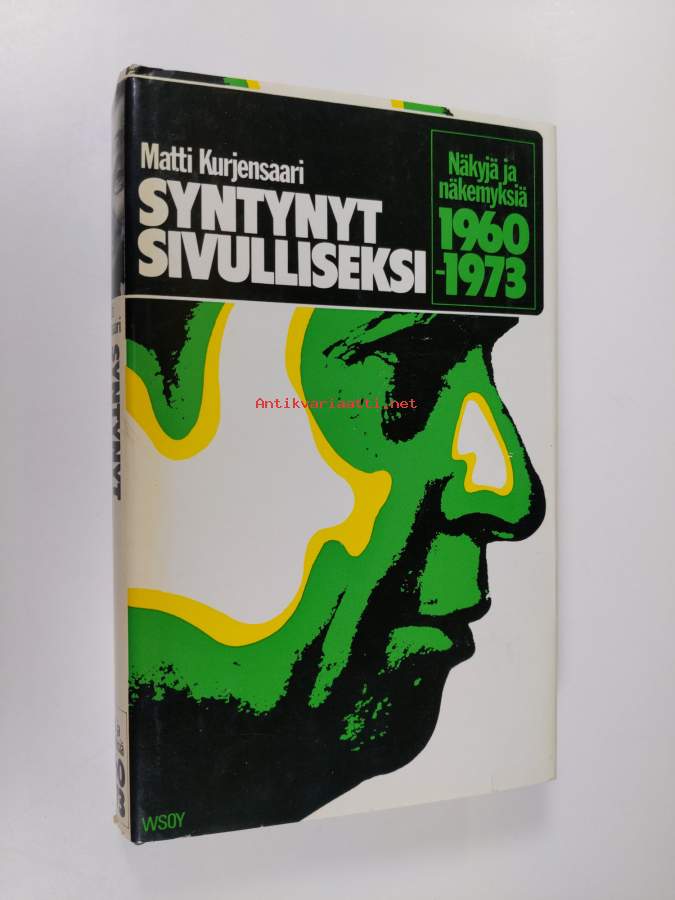 Matti Kurjensaari
SYNTYNYT
SIVULLISEKSI
Näkyjä ja
näkemyksiä
1960
-1973
Antikvariaatti.net
SYNTYNYT
WSOY